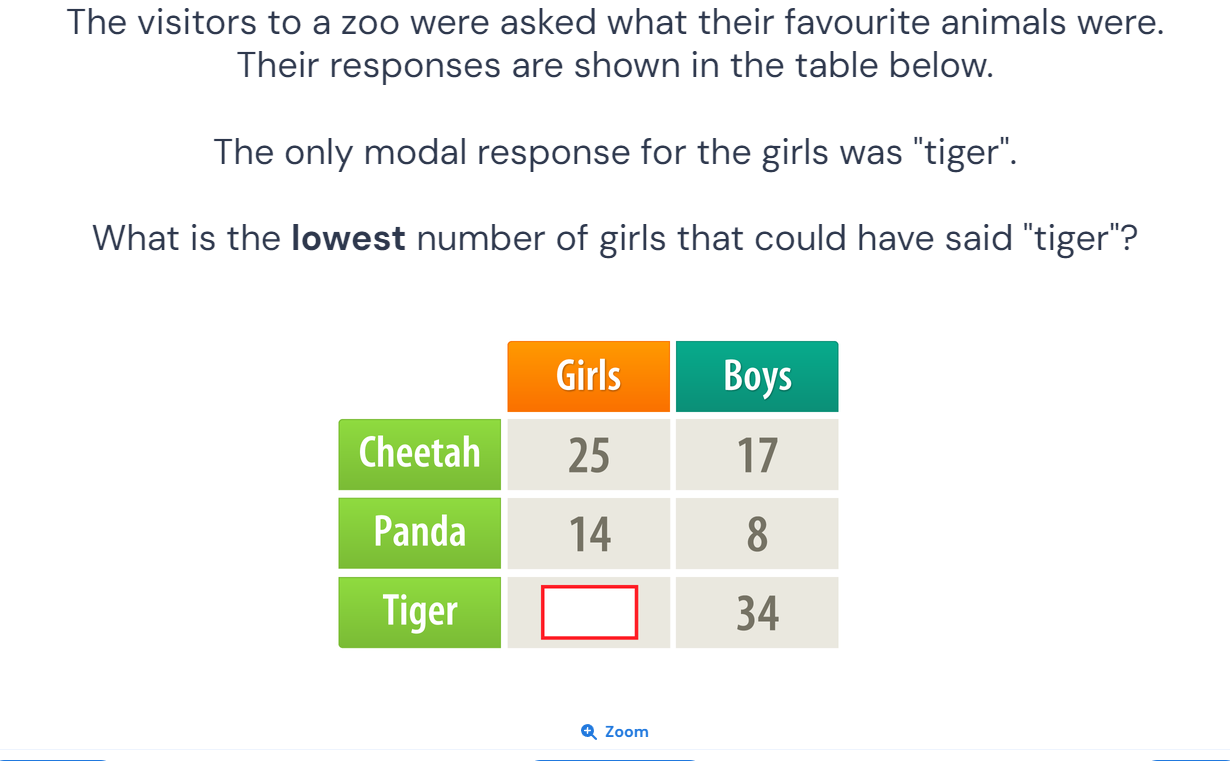 The visitors to a zoo were asked what their favourite animals were.
Their responses are shown in the table below.
The only modal response for the girls was "tiger".
What is the lowest number of girls that could have said "tiger"?
Girls Boys
Cheetah 25 17
Panda 14 8
Tiger 34
Zoom